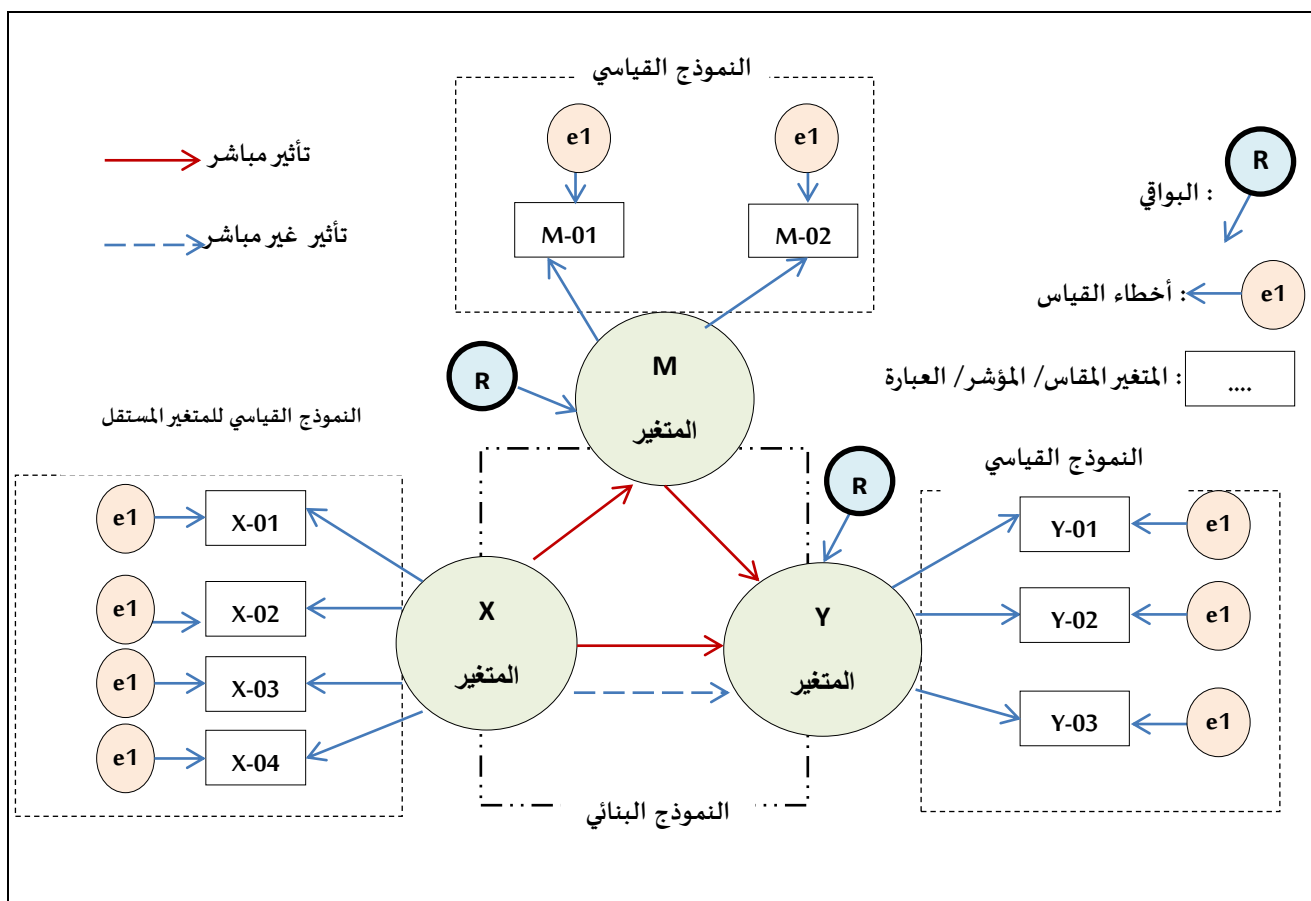 النموذج القياسي
e1
e1
M-01
M-02
تأثير مباشر
تأثير غير مباشر
R
: البواقي
e1
: أخطاء القياس
....
: المتغير المقاس/ المؤشر/ العبارة
M
المتغير
R
النموذج القياسي للمتغير المستقل
e1
X-01
e1
X-02
e1
X-03
e1
X-04
X
المتغير
R
Y
المتغير
النموذج القياسي
Y-01
e1
Y-02
e1
Y-03
e1
النموذج البنائي